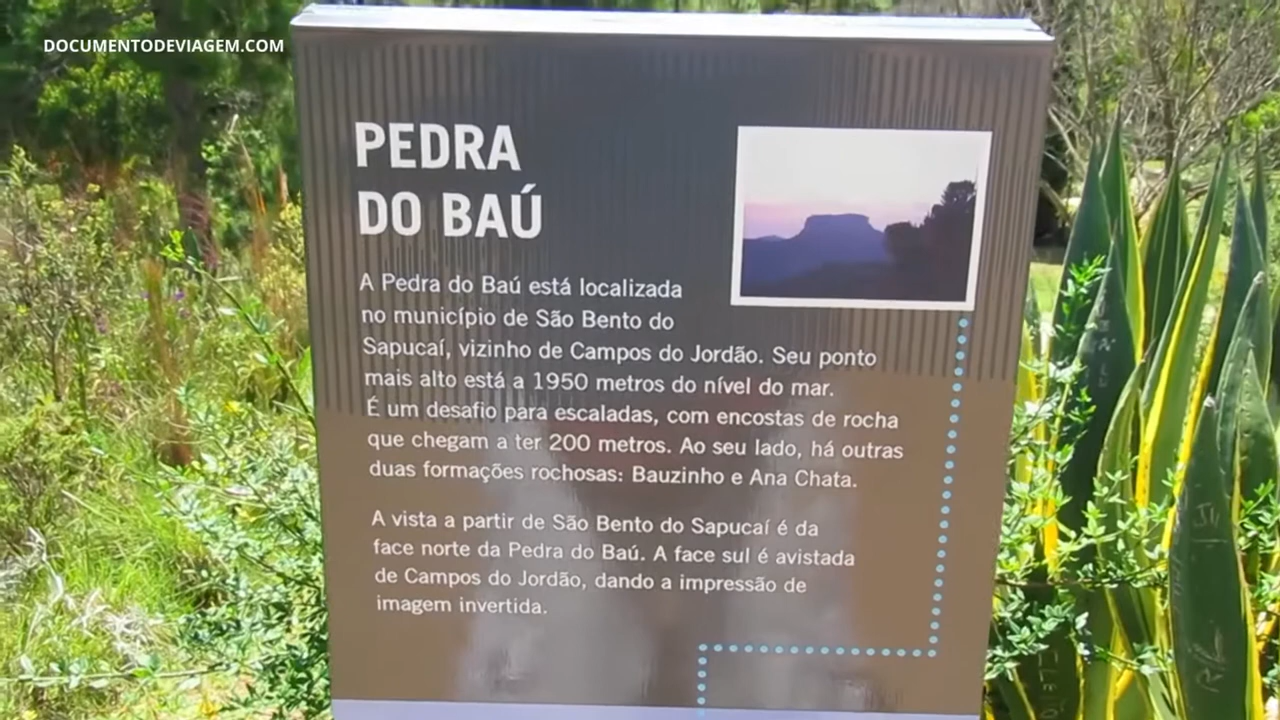 DOCUMENTODEVIAGEM.COM
PEDRA
DO BAÚ
A Pedra do Baú está localizada
no município de São Bento do
Sapucaí, vizinho de Campos do Jordão. Seu ponto
mais alto está a 1950 metros do nível do mar.
É um desafio para escaladas, com encostas de rocha
que chegam a ter 200 metros. Ao seu lado, há outras
duas formações rochosas: Bauzinho e Ana Chata.
A vista a partir de São Bento do Sapucaí é da
face norte da Pedra do Baú. A face sul é avistada
de Campos do Jordão, dando a impressão de
imagem invertida.